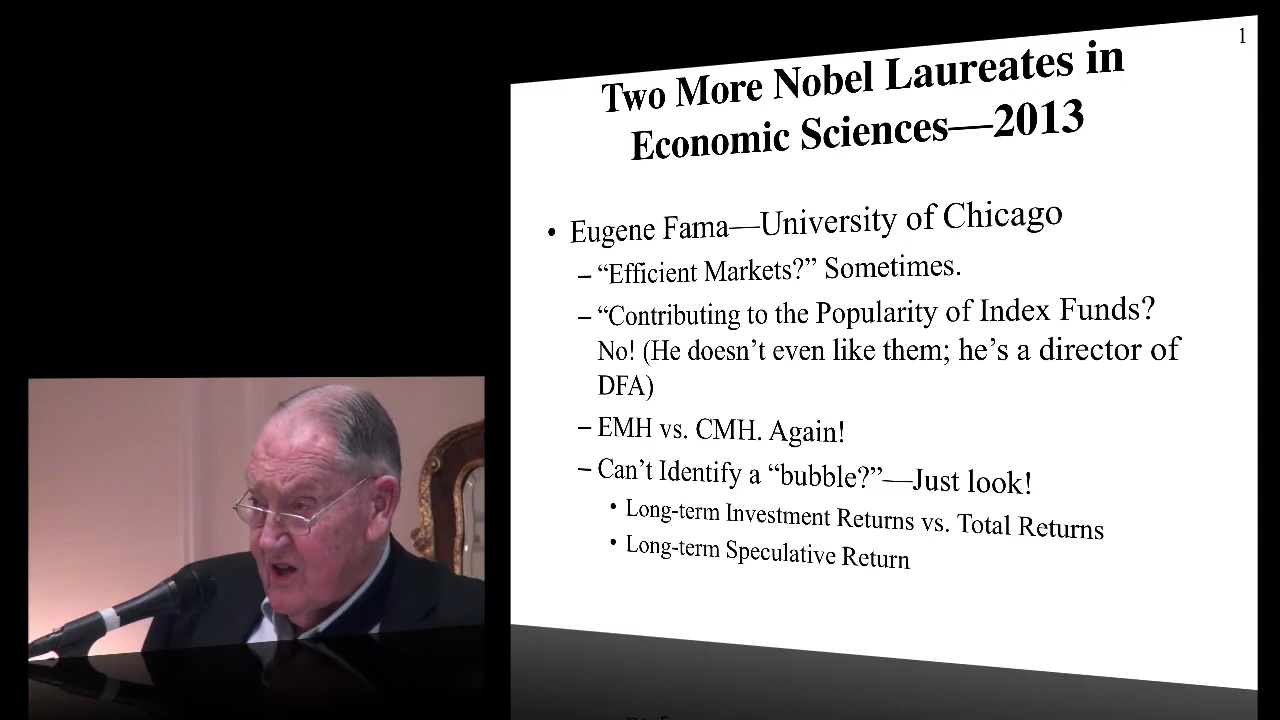 1
Two More Nobel Laureates in
Economic Sciences—2013
• Eugene Fama—University of Chicago
– “Efficient Markets?” Sometimes.
– “Contributing to the Popularity of Index Funds?
No! (He doesn’t even like them; he’s a director of
DFA)
– EMH vs. CMH. Again!
– Can’t Identify a “bubble?”—Just look!
• Long-term Investment Returns vs. Total Returns
• Long-term Speculative Return